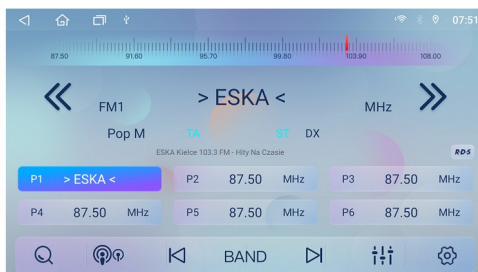 07:51
87.50 91.60 95.70 99.80 103.90 108.00
FM1 > ESKA < MHz
Pop M TA ST DX
ESKA Kielce 103.3 FM - Hity Na Czasie
RDS
P1 > ESKA < P2 87.50 MHz P3 87.50 MHz
P4 87.50 MHz P5 87.50 MHz P6 87.50 MHz
BAND